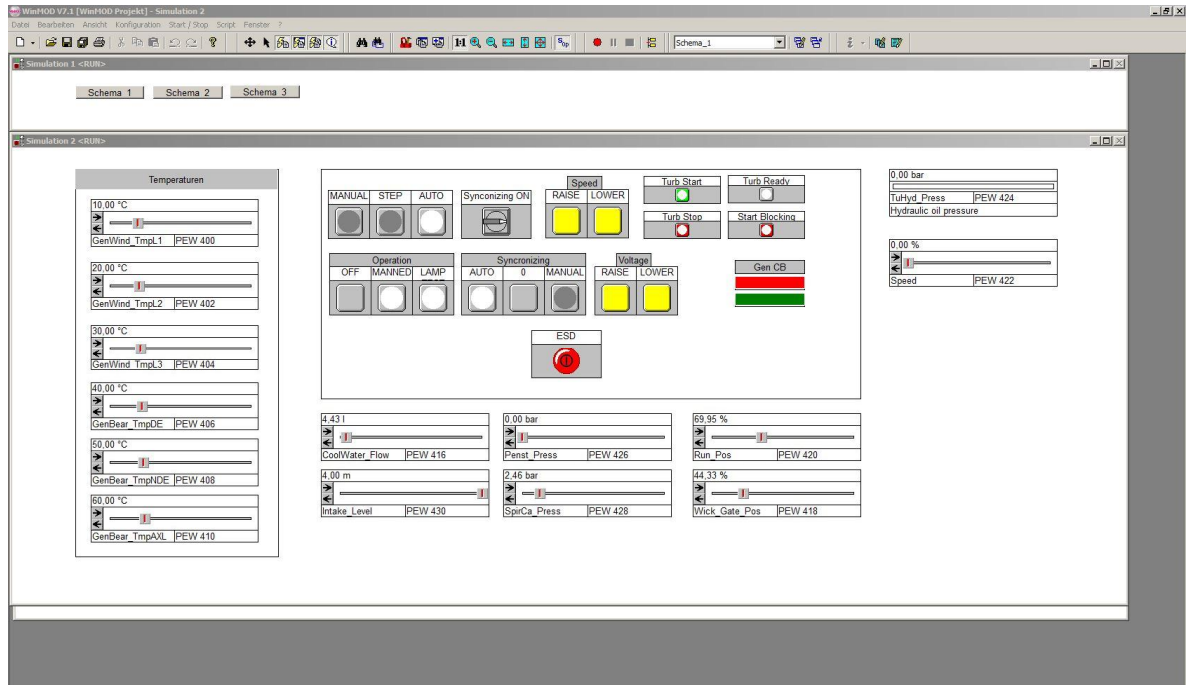 WinMOD V7.1 [WinMOD Projekt] - Simulation 2
Datei Bearbeiten Ansicht Konfiguration Start / Stop Script Fenster ?
1:1 Sop Schema_1
Simulation 1 <RUN>
Schema 1 Schema 2 Schema 3
Simulation 2 <RUN>
Temperaturen
10,00 °C
GenWind_TmpL1 PEW 400
20,00 °C
GenWind_TmpL2 PEW 402
30,00 °C
GenWind_TmpL3 PEW 404
40,00 °C
GenBear_TmpDE PEW 406
50,00 °C
GenBear_TmpNDE PEW 408
60,00 °C
GenBear_TmpAXL PEW 410
MANUAL STEP AUTO
Synconizing ON
Speed
RAISE LOWER
Turb Start
Turb Ready
Turb Stop
Start Blocking
Operation
OFF MANNED LAMP
Syncronizing
AUTO 0 MANUAL
Voltage
RAISE LOWER
Gen CB
ESD
4,43 l
CoolWater_Flow PEW 416
0,00 bar
Penst_Press PEW 426
69,95 %
Run_Pos PEW 420
4,00 m
Intake_Level PEW 430
2,46 bar
SpirCa_Press PEW 428
44,33 %
Wick_Gate_Pos PEW 418
0,00 bar
TuHyd_Press PEW 424
Hydraulic oil pressure
0,00 %
Speed PEW 422